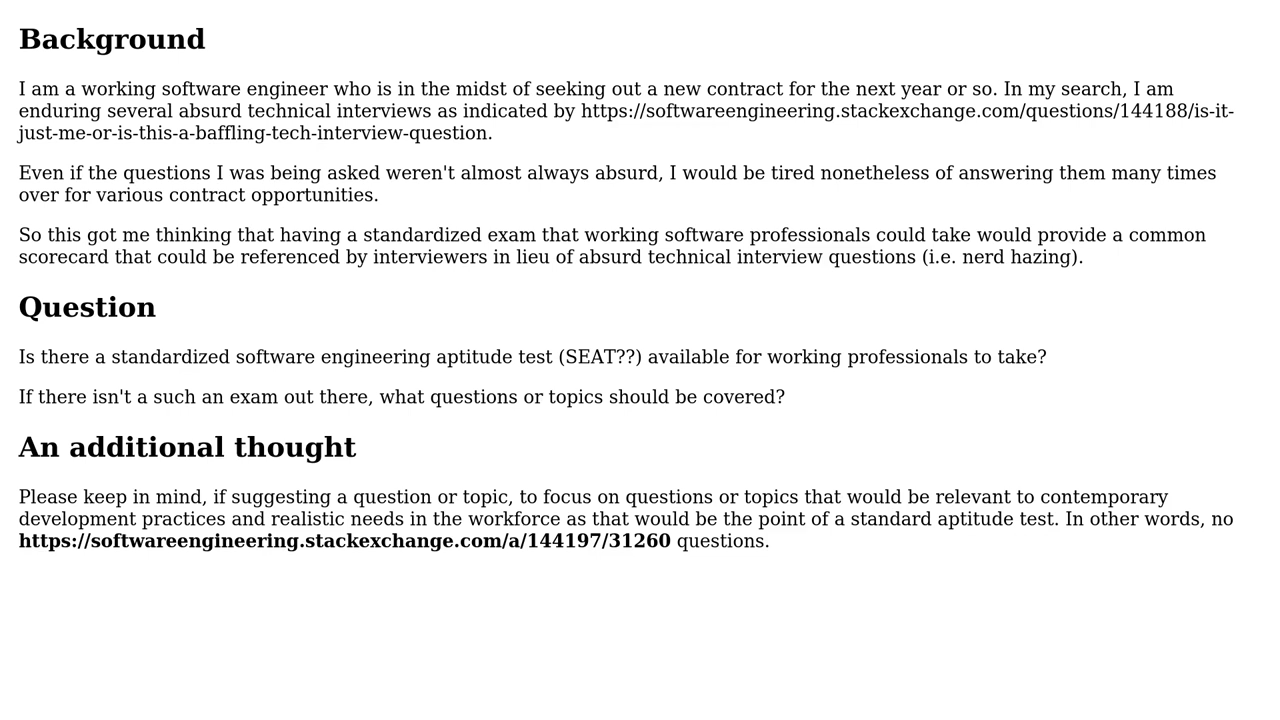 Background
I am a working software engineer who is in the midst of seeking out a new contract for the next year or so. In my search, I am
enduring several absurd technical interviews as indicated by https://softwareengineering.stackexchange.com/questions/144188/is-it-
just-me-or-is-this-a-baffling-tech-interview-question.
Even if the questions I was being asked weren't almost always absurd, I would be tired nonetheless of answering them many times
over for various contract opportunities.
So this got me thinking that having a standardized exam that working software professionals could take would provide a common
scorecard that could be referenced by interviewers in lieu of absurd technical interview questions (i.e. nerd hazing).
Question
Is there a standardized software engineering aptitude test (SEAT??) available for working professionals to take?
If there isn't a such an exam out there, what questions or topics should be covered?
An additional thought
Please keep in mind, if suggesting a question or topic, to focus on questions or topics that would be relevant to contemporary
development practices and realistic needs in the workforce as that would be the point of a standard aptitude test. In other words, no
https://softwareengineering.stackexchange.com/a/144197/31260 questions.